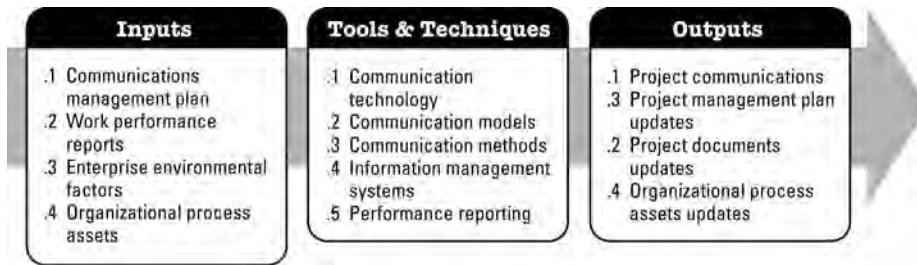 Inputs
.1 Communications
management plan
.2 Work performance
reports
.3 Enterprise environmental
factors
.4 Organizational process
assets
Tools & Techniques
.1 Communication
technology
.2 Communication models
.3 Communication methods
.4 Information management
systems
.5 Performance reporting
Outputs
.1 Project communications
.3 Project management plan
updates
.2 Project documents
updates
.4 Organizational process
assets updates